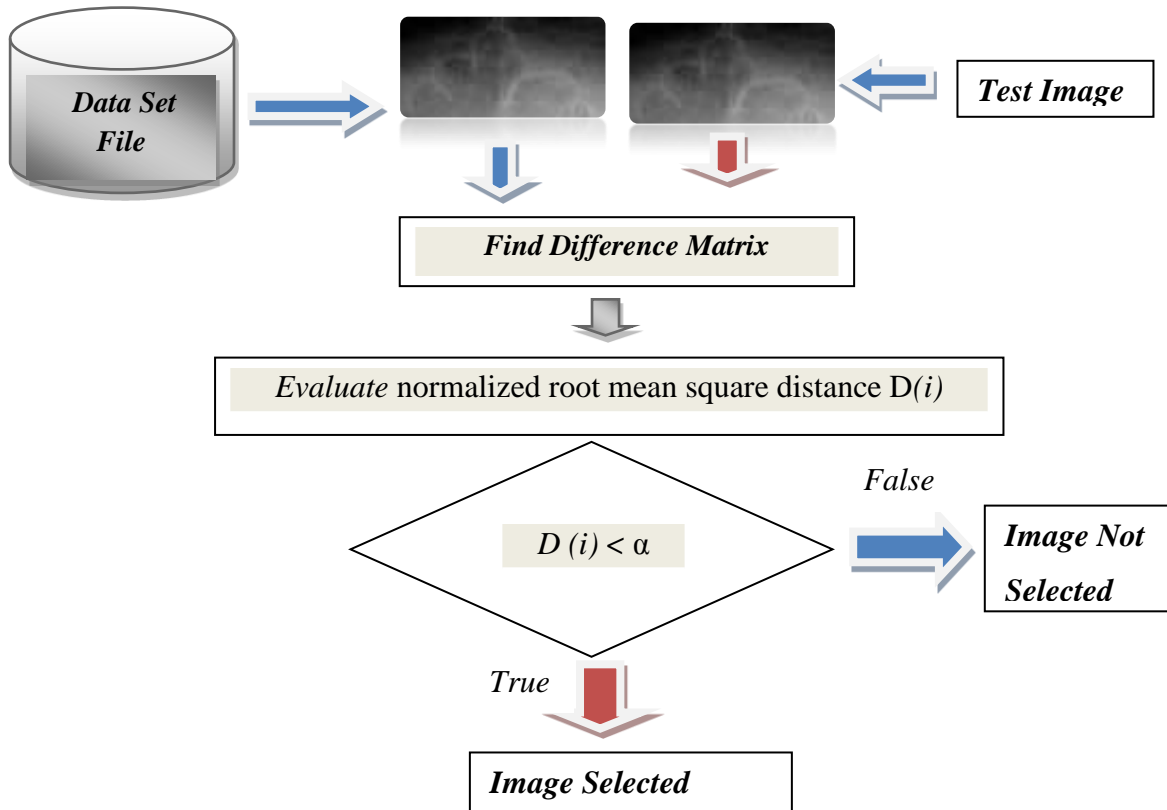 Data Set
File
Test Image
Find Difference Matrix
Evaluate normalized root mean square distance D(i)
D (i) < α
False
Image Not
Selected
True
Image Selected